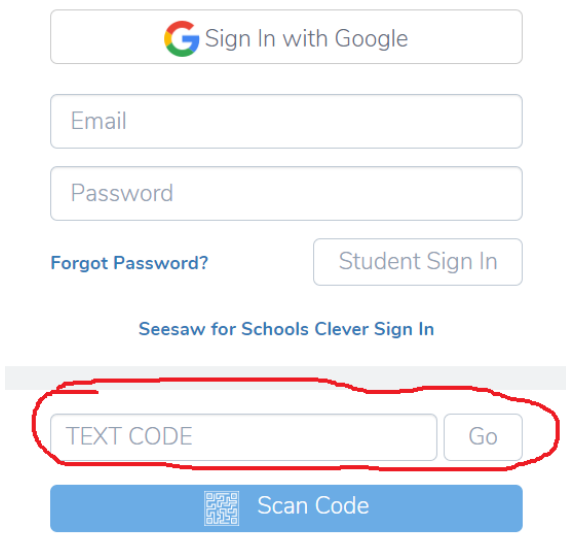 Sign In with Google
Email
Password
Forgot Password? Student Sign In
Seesaw for Schools Clever Sign In
TEXT CODE Go
Scan Code